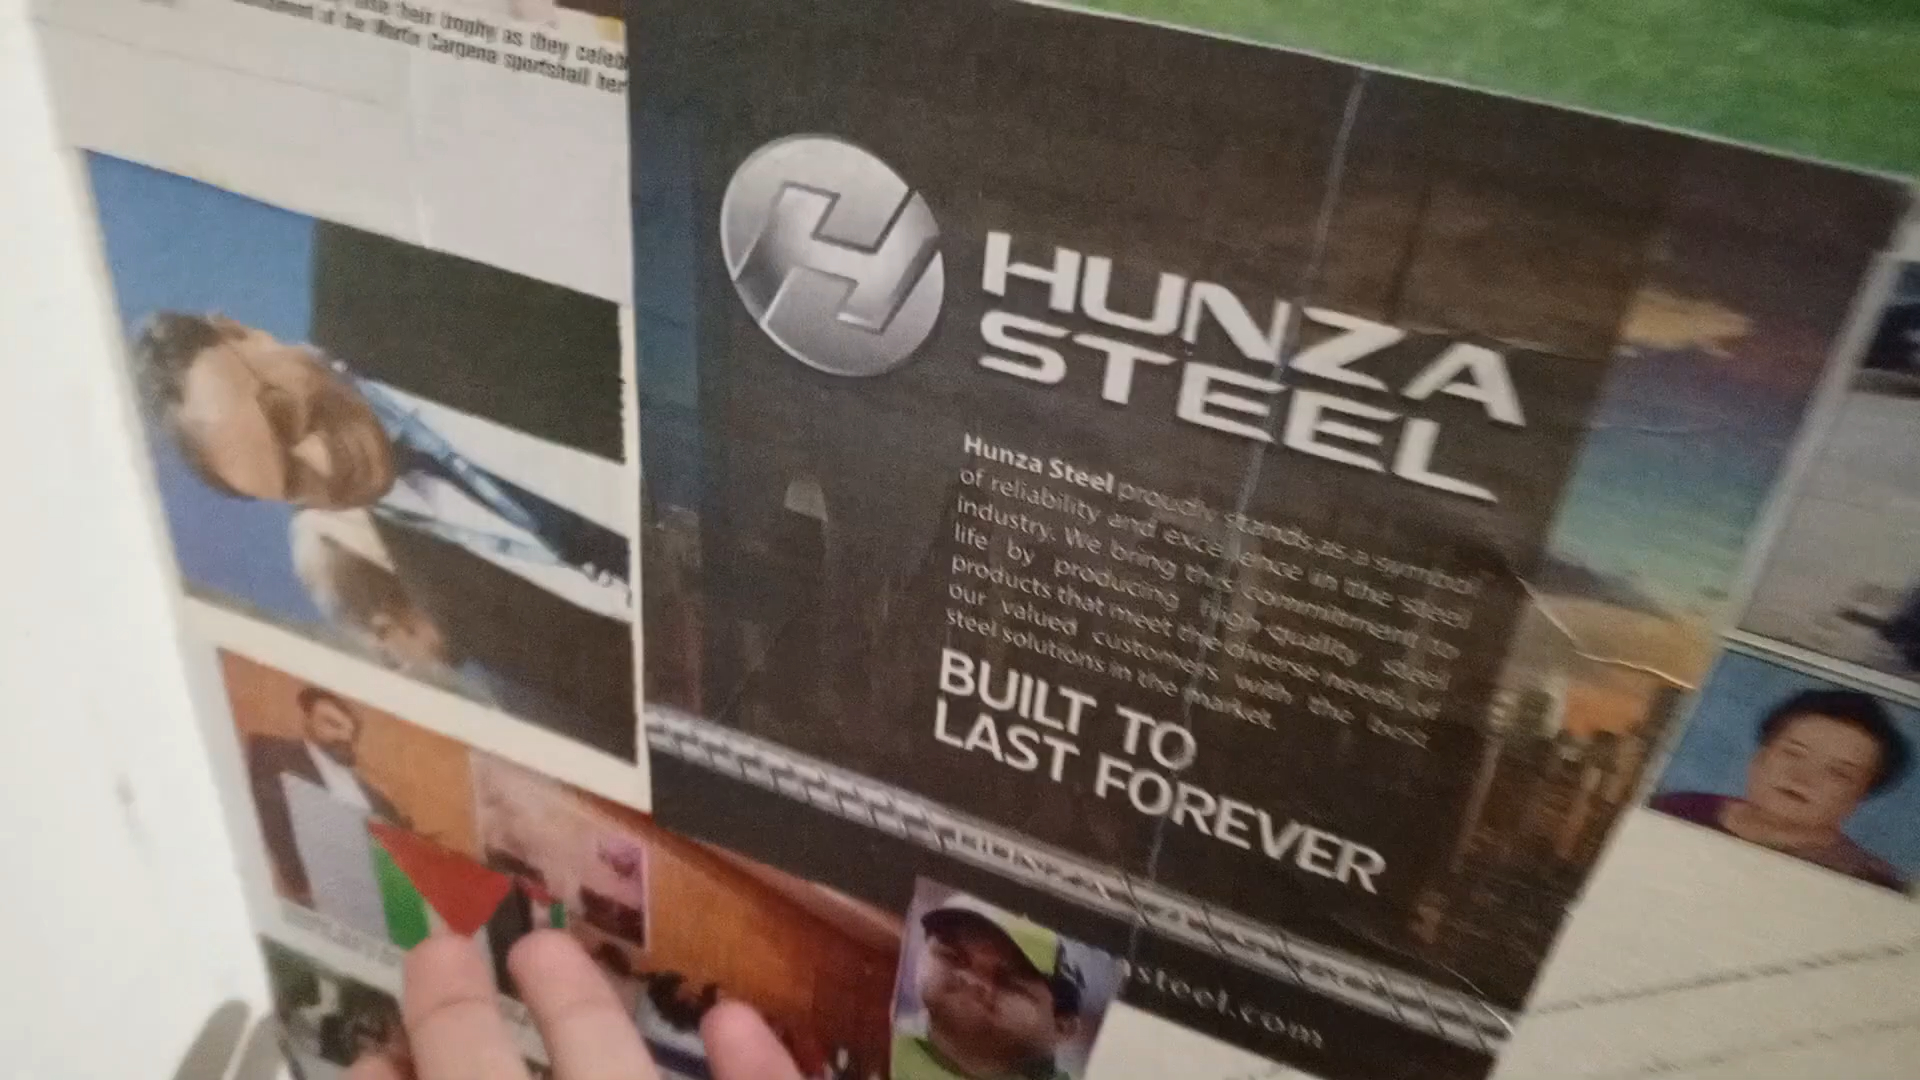 their trophy as they celeb
of the Martin Cardena sportshall her
HUNZA
STEEL
Hunza Steel proudly stands as a symbol
of reliability and excellence in the steel
industry. We bring this commitment to
life by producing high-quality steel
products that meet the diverse needs of
our valued customers with the best
steel solutions in the market.
BUILT TO
LAST FOREVER
steel.com